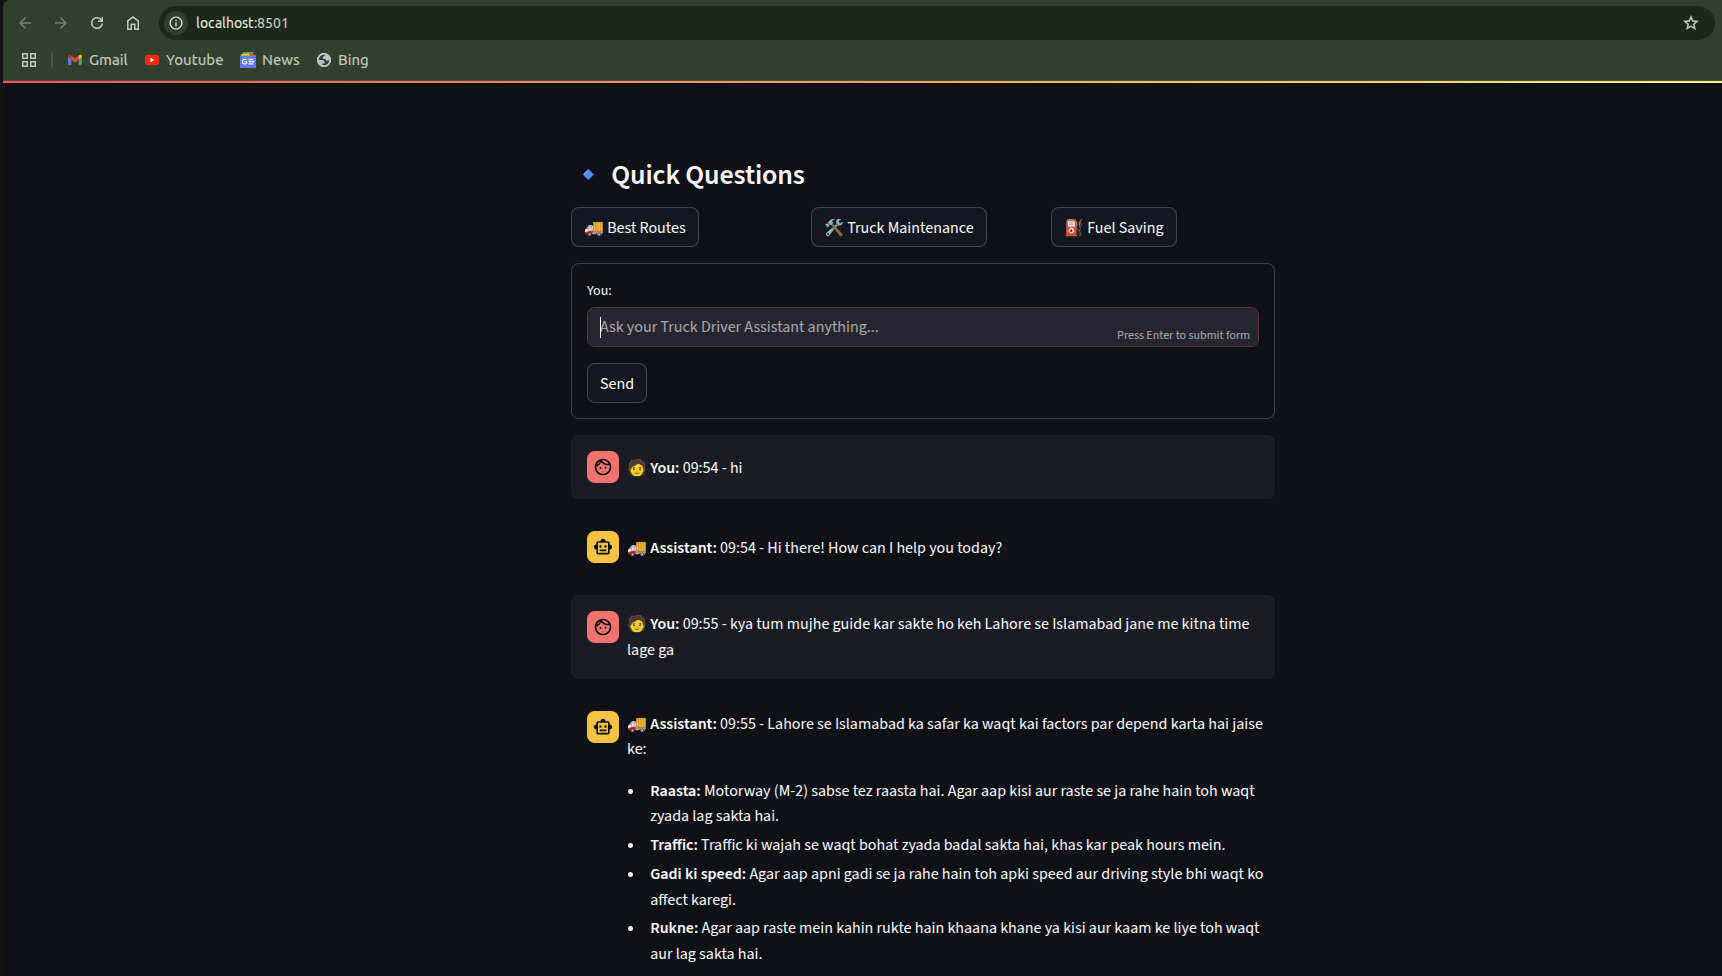 localhost:8501
Gmail Youtube News Bing
Quick Questions
Best Routes Truck Maintenance Fuel Saving
You:
Ask your Truck Driver Assistant anything...
Press Enter to submit form
Send
You: 09:54 - hi
Assistant: 09:54 - Hi there! How can I help you today?
You: 09:55 - kya tum mujhe guide kar sakte ho keh Lahore se Islamabad jane me kitna time
lage ga
Assistant: 09:55 - Lahore se Islamabad ka safar ka waqt kai factors par depend karta hai jaise
ke:
• Raasta: Motorway (M-2) sabse tez raasta hai. Agar aap kisi aur raste se ja rahe hain toh waqt
zyada lag sakta hai.
• Traffic: Traffic ki wajah se waqt bohat zyada badal sakta hai, khas kar peak hours mein.
• Gadi ki speed: Agar aap apni gadi se ja rahe hain toh apki speed aur driving style bhi waqt ko
affect karegi.
• Rukne: Agar aap raste mein kahin rukte hain khaana khane ya kisi aur kaam ke liye toh waqt
aur lag sakta hai.